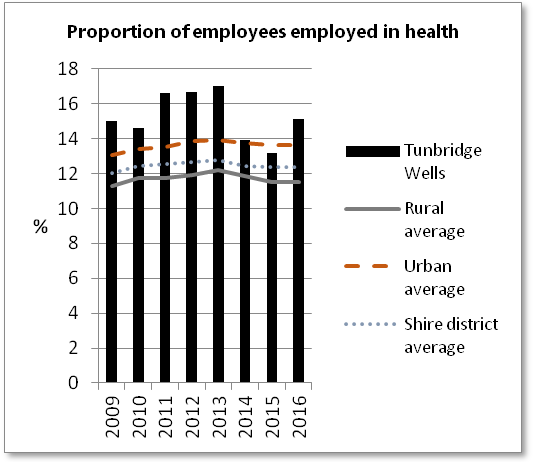 Proportion of employees employed in health
18
16
14
12
10
8
6
4
2
0
%
2009
2010
2011
2012
2013
2014
2015
2016
Tunbridge
Wells
Rural
average
Urban
average
Shire district
average